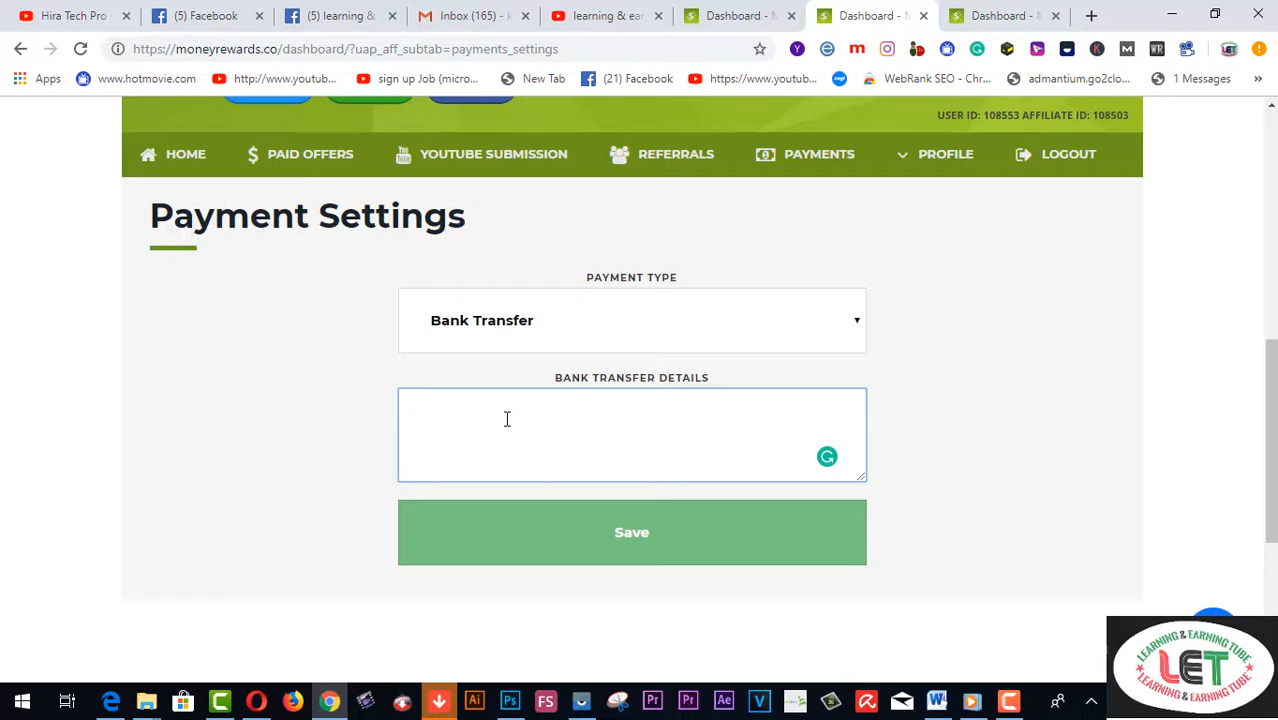 Hira Tech Pro
(5) Facebook
(5) learning &
Inbox (165) -
learning & ear
Dashboard - M
Dashboard - M
Dashboard - M
https://moneyrewards.co/dashboard/?uap_aff_subtab=payments_settings
Apps
www.hotmovie.com
http://www.youtub...
sign up Job (micro...
New Tab
(21) Facebook
https://www.youtub...
WebRank SEO - Chr...
admantium.go2clo...
1 Messages
USER ID: 108553 AFFILIATE ID: 108503
HOME
PAID OFFERS
YOUTUBE SUBMISSION
REFERRALS
PAYMENTS
PROFILE
LOGOUT
Payment Settings
PAYMENT TYPE
Bank Transfer
BANK TRANSFER DETAILS
Save
LEARNING & EARNING TUBE
LET
LEARNING & EARNING TUBE